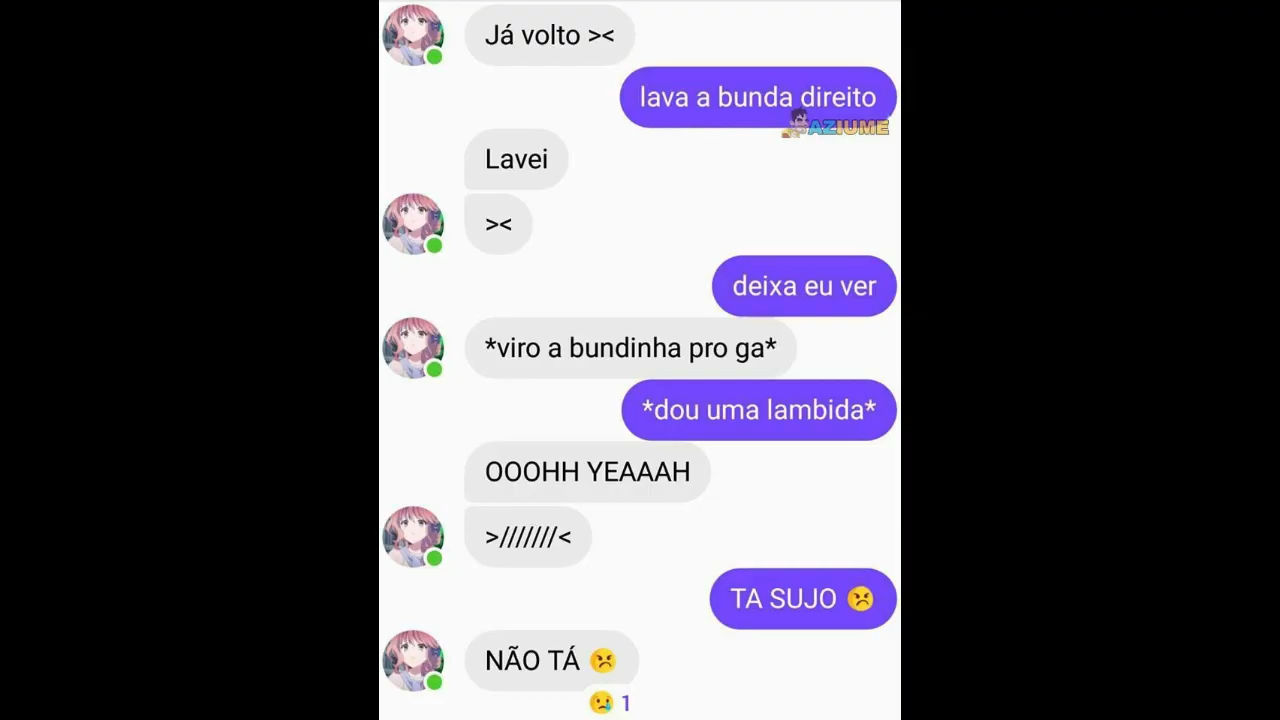 Já volto ><
lava a bunda direito
AZIUME
Lavei
><
deixa eu ver
*viro a bundinha pro ga*
*dou uma lambida*
OOOHH YEAAAH
>///////<
TA SUJO 😠
NÃO TÁ 😠
😢 1